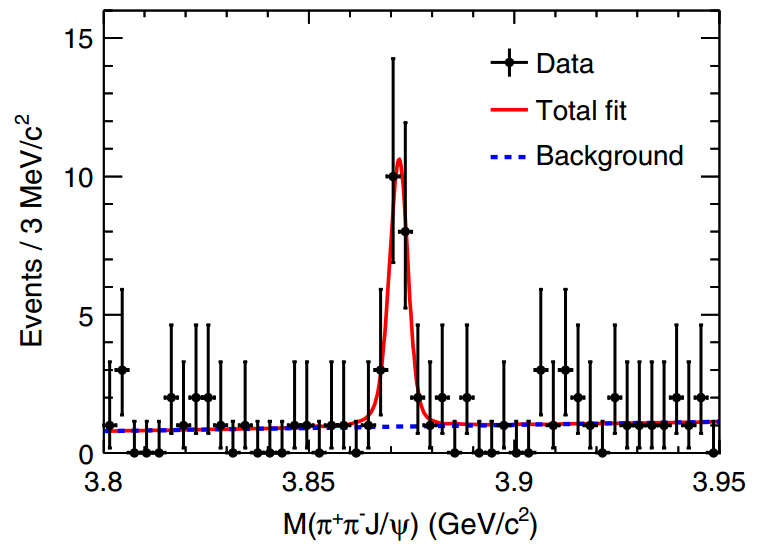 15
10
5
0
Events / 3 MeV/c²
Data
Total fit
Background
3.8
3.85
3.9
3.95
M(π⁺π⁻J/ψ) (GeV/c²)